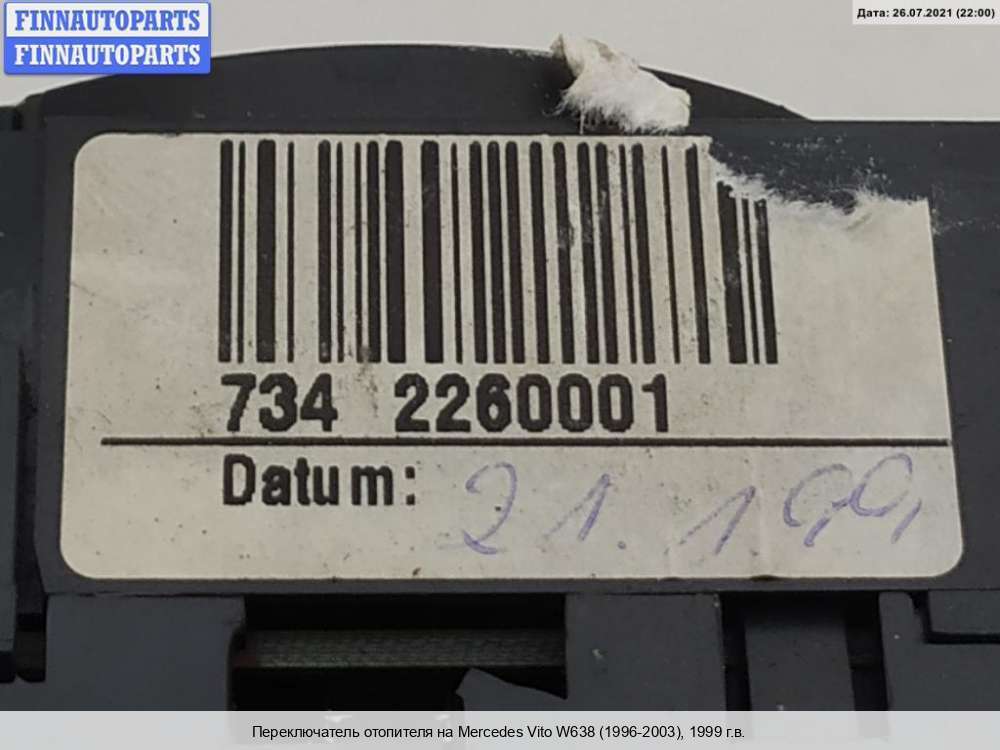 FINNAUTOPARTS
FINNAUTOPARTS
Дата: 26.07.2021 (22:00)
734 2260001
Datum: 21. 1. 99
Переключатель отопителя на Mercedes Vito W638 (1996-2003), 1999 г.в.